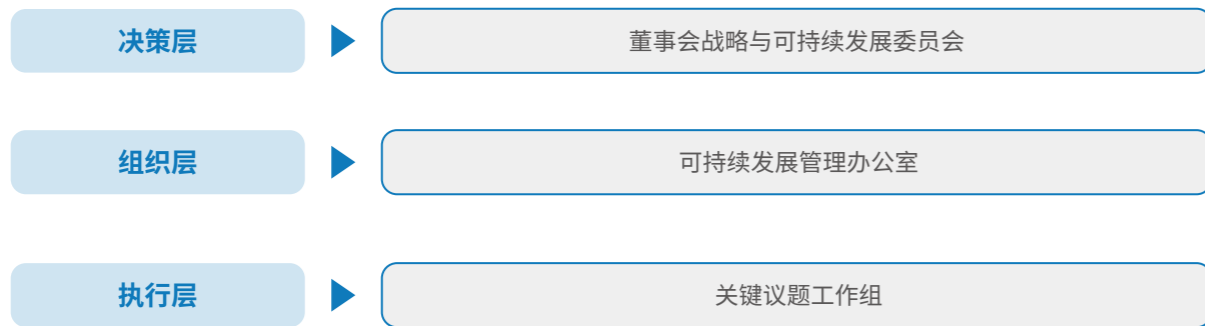 决策层
董事会战略与可持续发展委员会
组织层
可持续发展管理办公室
执行层
关键议题工作组